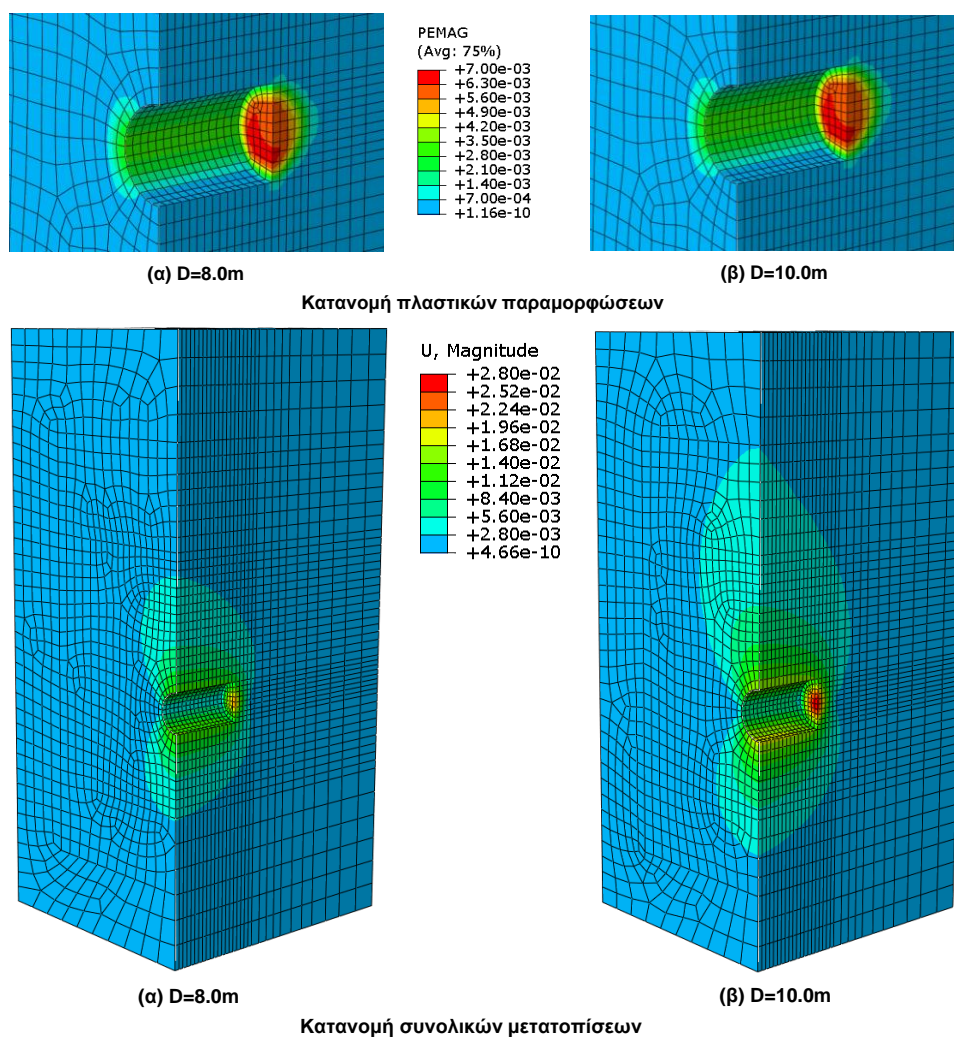 PEMAG
(Avg: 75%)
+7.00e-03
+6.30e-03
+5.60e-03
+4.90e-03
+4.20e-03
+3.50e-03
+2.80e-03
+2.10e-03
+1.40e-03
+7.00e-04
+1.16e-10
(α) D=8.0m
(β) D=10.0m
Κατανομή πλαστικών παραμορφώσεων
U, Magnitude
+2.80e-02
+2.52e-02
+2.24e-02
+1.96e-02
+1.68e-02
+1.40e-02
+1.12e-02
+8.40e-03
+5.60e-03
+2.80e-03
+4.66e-10
(α) D=8.0m
(β) D=10.0m
Κατανομή συνολικών μετατοπίσεων